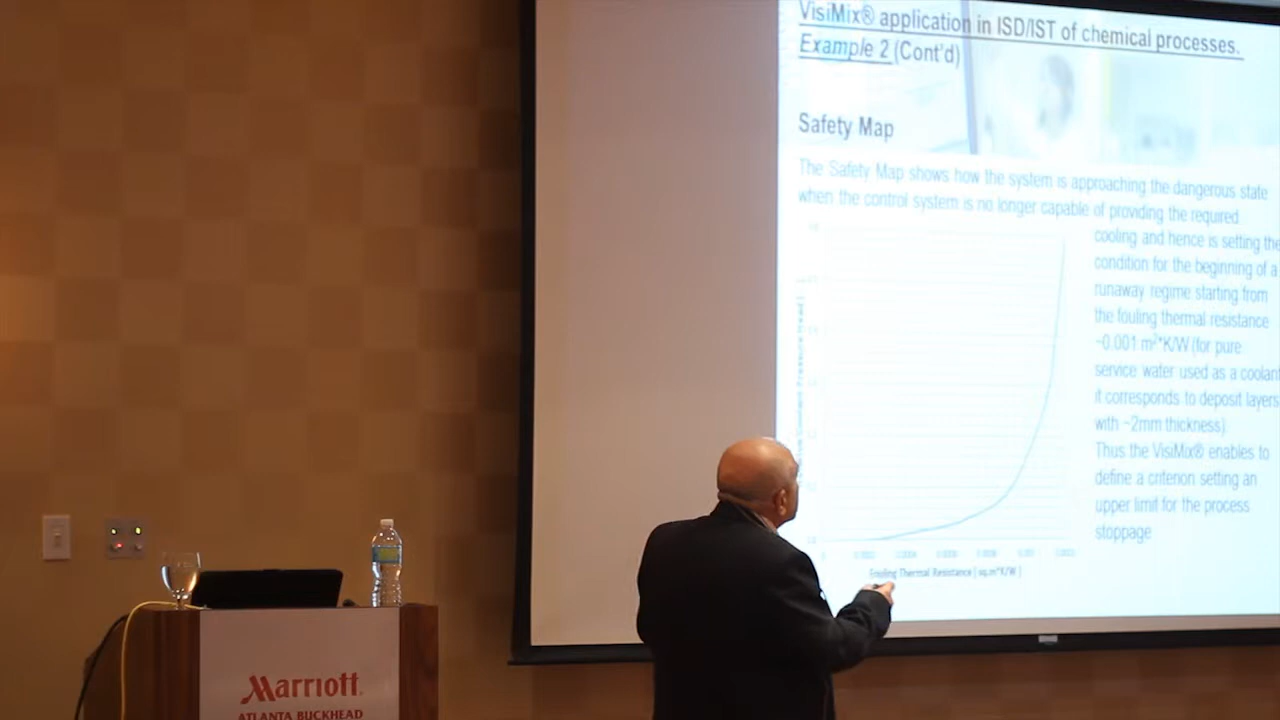 VisiMix® application in ISD/IST of chemical processes.
Example 2 (Cont'd)
Safety Map
The Safety Map shows how the system is approaching the dangerous state
when the control system is no longer capable of providing the required
cooling and hence is setting the
condition for the beginning of a
runaway regime starting from
the fouling thermal resistance
~0.001 m²*K/W (for pure
service water used as a coolant
it corresponds to deposit layers
with ~2mm thickness).
Thus the VisiMix® enables to
define a criterion setting an
upper limit for the process
stoppage
Fouling Thermal Resistance [ sq.m*K/W ]
Marriott
ATLANTA BUCKHEAD